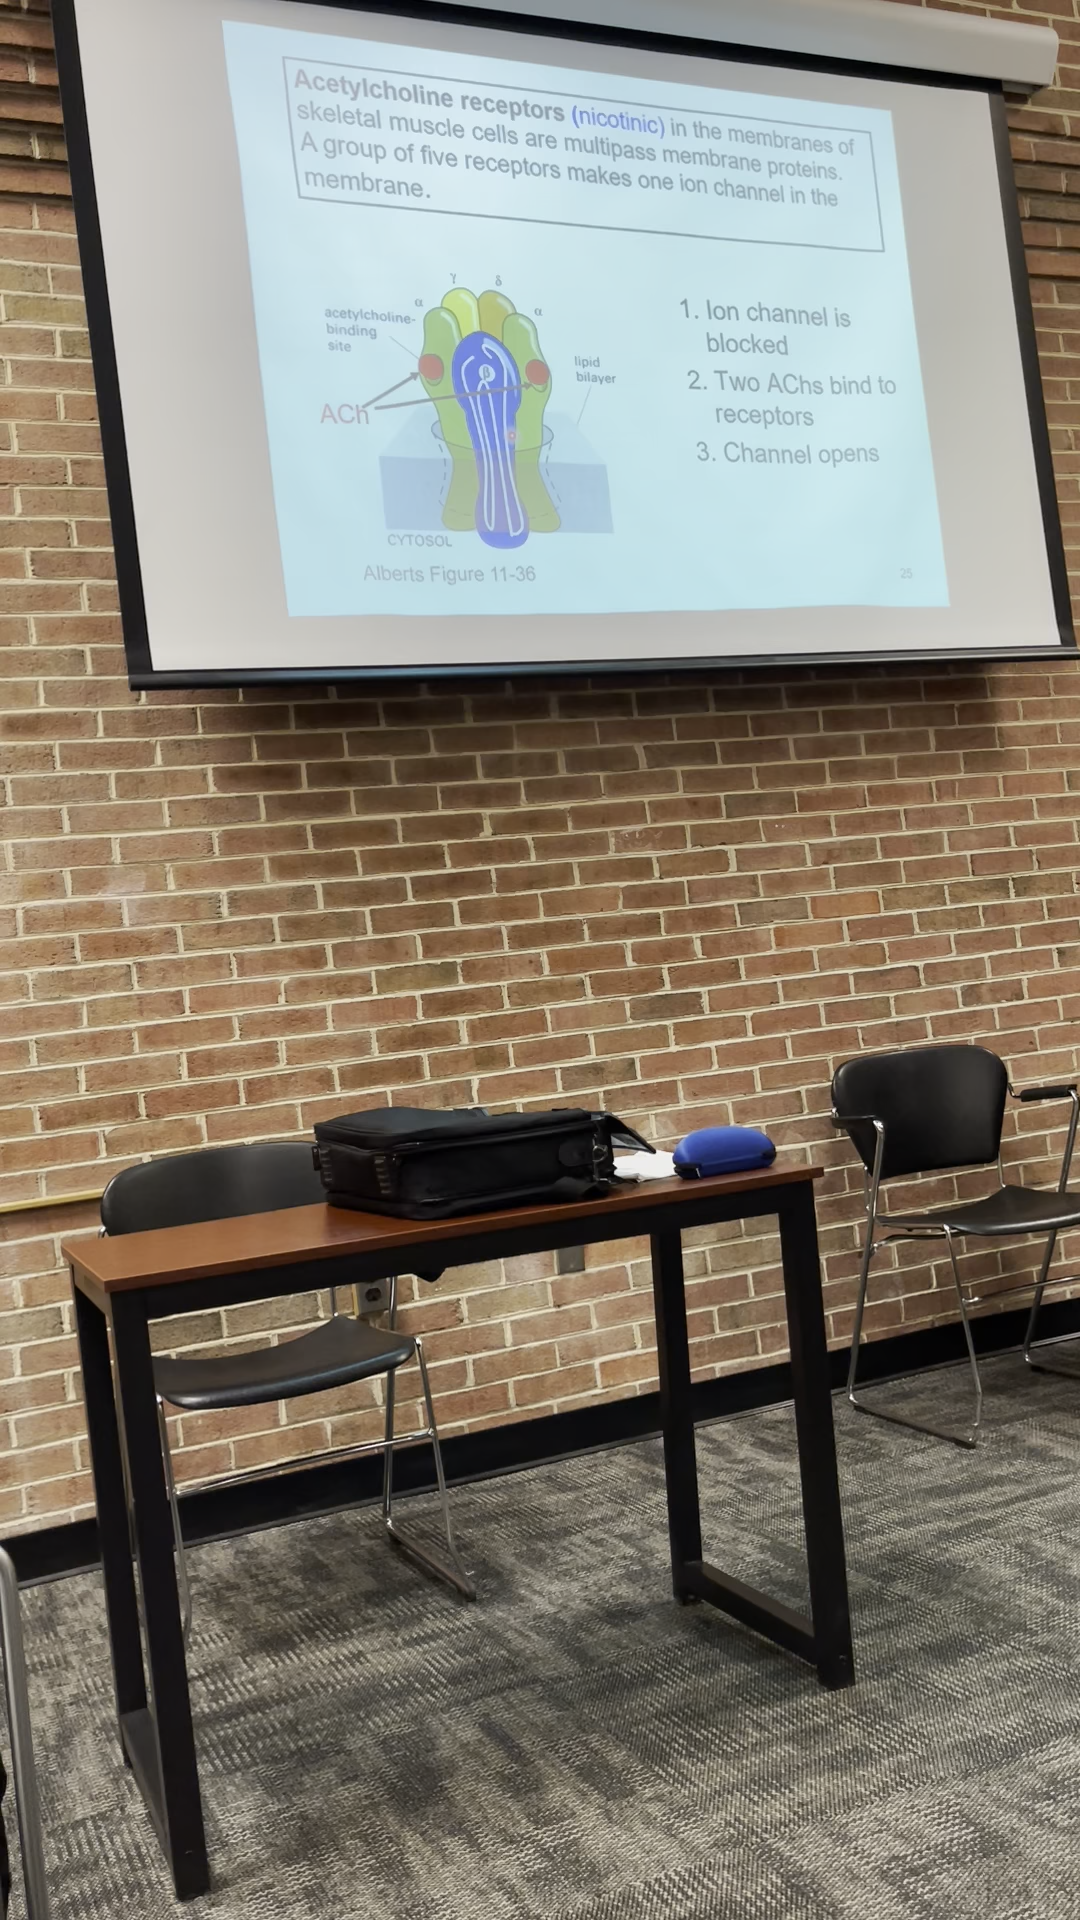 Acetylcholine receptors (nicotinic) in the membranes of
skeletal muscle cells are multipass membrane proteins.
A group of five receptors makes one ion channel in the
membrane.
γ
δ
α
α
acetylcholine-
binding
site
β
lipid
bilayer
ACh
CYTOSOL
Alberts Figure 11-36
1. Ion channel is
blocked
2. Two AChs bind to
receptors
3. Channel opens
25